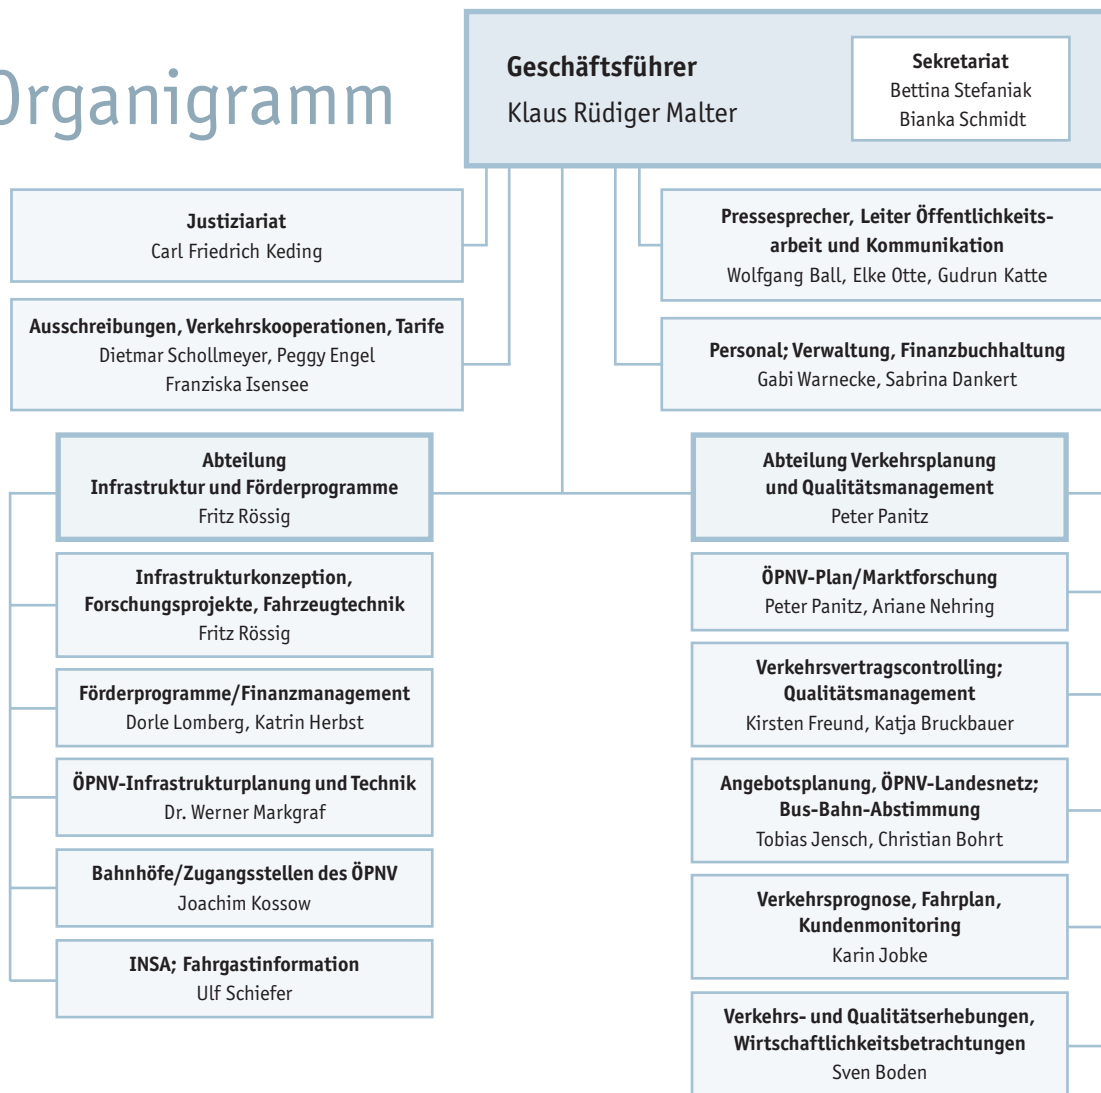 Organigramm
Geschäftsführer
Klaus Rüdiger Malter
Sekretariat
Bettina Stefaniak
Bianka Schmidt
Justiziariat
Carl Friedrich Keding
Ausschreibungen, Verkehrskooperationen, Tarife
Dietmar Schollmeyer, Peggy Engel
Franziska Isensee
Pressesprecher, Leiter Öffentlichkeits-
arbeit und Kommunikation
Wolfgang Ball, Elke Otte, Gudrun Katte
Personal; Verwaltung, Finanzbuchhaltung
Gabi Warnecke, Sabrina Dankert
Abteilung
Infrastruktur und Förderprogramme
Fritz Rössig
Infrastrukturkonzeption,
Forschungsprojekte, Fahrzeugtechnik
Fritz Rössig
Förderprogramme/Finanzmanagement
Dorle Lomberg, Katrin Herbst
ÖPNV-Infrastrukturplanung und Technik
Dr. Werner Markgraf
Bahnhöfe/Zugangsstellen des ÖPNV
Joachim Kossow
INSA; Fahrgastinformation
Ulf Schiefer
Abteilung Verkehrsplanung
und Qualitätsmanagement
Peter Panitz
ÖPNV-Plan/Marktforschung
Peter Panitz, Ariane Nehring
Verkehrsvertragscontrolling;
Qualitätsmanagement
Kirsten Freund, Katja Bruckbauer
Angebotsplanung, ÖPNV-Landesnetz;
Bus-Bahn-Abstimmung
Tobias Jensch, Christian Bohrt
Verkehrsprognose, Fahrplan,
Kundenmonitoring
Karin Jobke
Verkehrs- und Qualitätserhebungen,
Wirtschaftlichkeitsbetrachtungen
Sven Boden